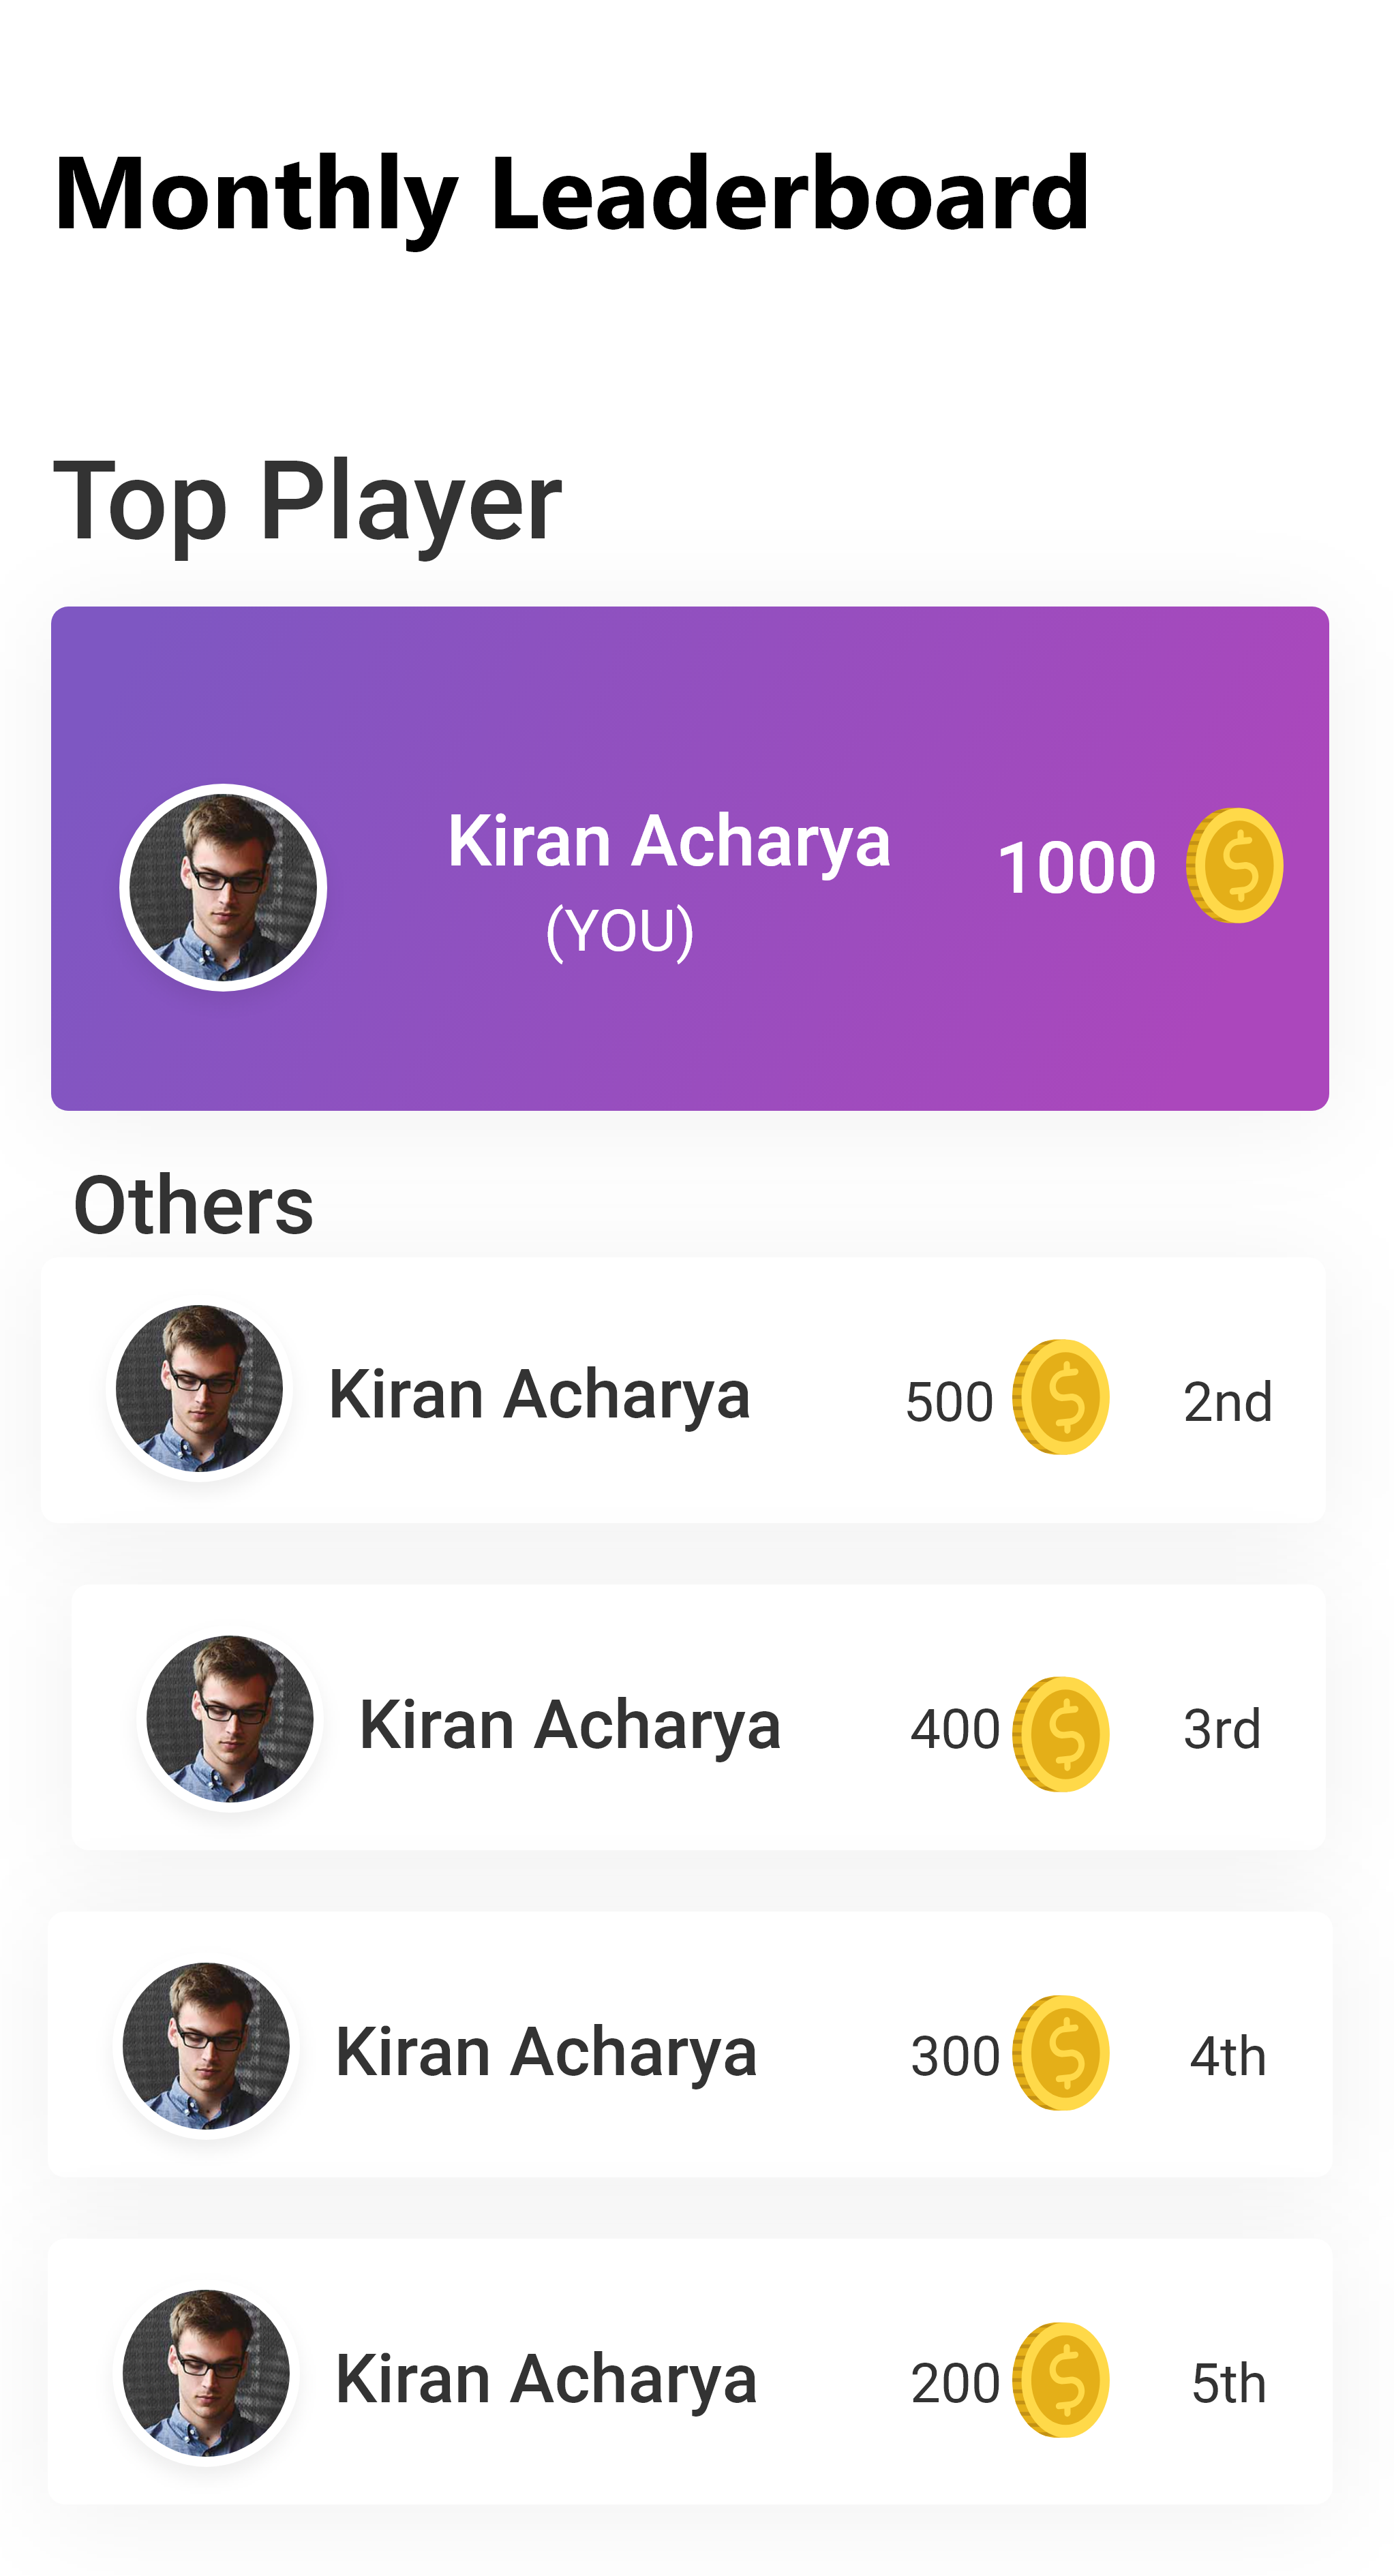 Monthly Leaderboard
Top Player
Kiran Acharya
(YOU)
1000
Others
Kiran Acharya 500 2nd
Kiran Acharya 400 3rd
Kiran Acharya 300 4th
Kiran Acharya 200 5th